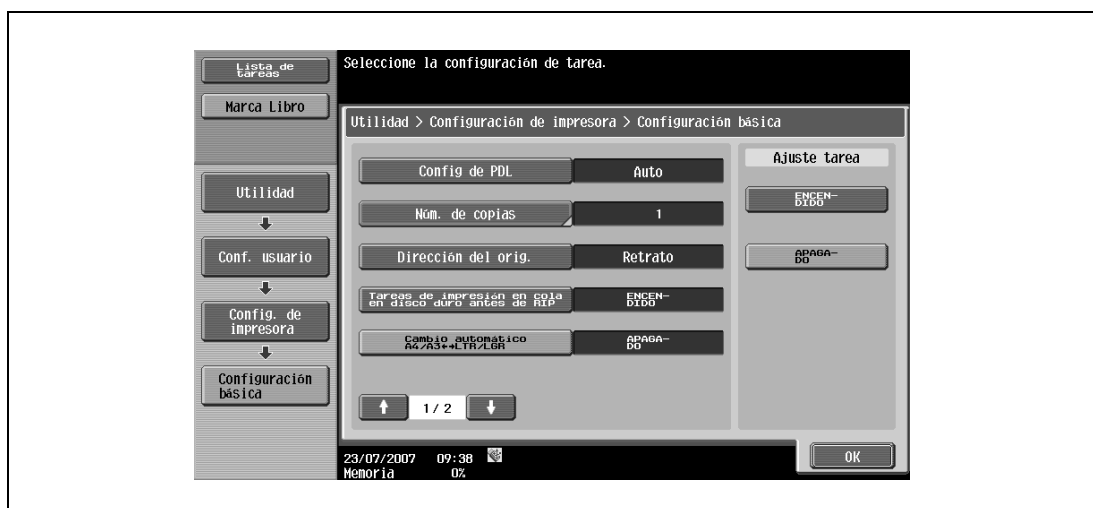 Lista de
tareas
Marca Libro
Seleccione la configuración de tarea.
Utilidad > Configuración de impresora > Configuración básica
Utilidad
Conf. usuario
Config. de
impresora
Configuración
básica
Config de PDL
Auto
Núm. de copias
1
Dirección del orig.
Retrato
Tareas de impresión en cola
en disco duro antes de RIP
ENCEN-
DIDO
Cambio automático
A4/A3↔LTR/LGR
APAGA-
DO
1/ 2
Ajuste tarea
ENCEN-
DIDO
APAGA-
DO
23/07/2007 09:38
Memoria 0%
OK